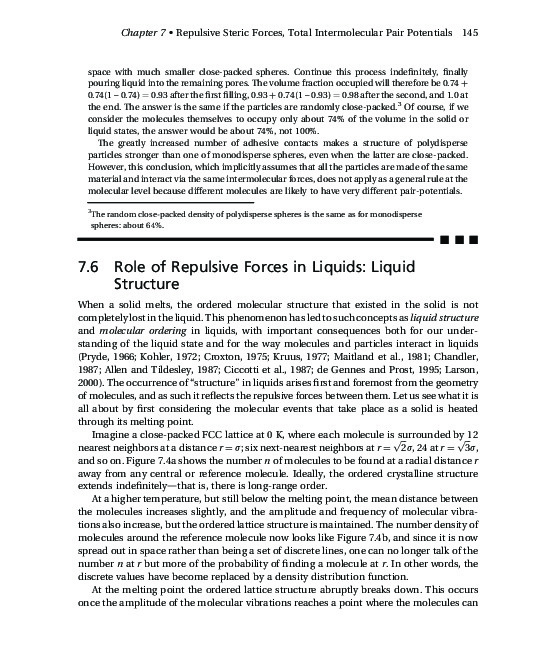 Chapter 7 • Repulsive Steric Forces, Total Intermolecular Pair Potentials 145
space with much smaller close-packed spheres. Continue this process indefinitely, finally
pouring liquid into the remaining pores. The volume fraction occupied will therefore be 0.74 +
0.74(1 – 0.74) = 0.93 after the first filling, 0.93 + 0.74(1 – 0.93) = 0.98 after the second, and 1.0 at
the end. The answer is the same if the particles are randomly close-packed.³ Of course, if we
consider the molecules themselves to occupy only about 74% of the volume in the solid or
liquid states, the answer would be about 74%, not 100%.
The greatly increased number of adhesive contacts makes a structure of polydisperse
particles stronger than one of monodisperse spheres, even when the latter are close-packed.
However, this conclusion, which implicitly assumes that all the particles are made of the same
material and interact via the same intermolecular forces, does not apply as a general rule at the
molecular level because different molecules are likely to have very different pair-potentials.
³The random close-packed density of polydisperse spheres is the same as for monodisperse
spheres: about 64%.
7.6 Role of Repulsive Forces in Liquids: Liquid
Structure
When a solid melts, the ordered molecular structure that existed in the solid is not
completely lost in the liquid. This phenomenon has led to such concepts as liquid structure
and molecular ordering in liquids, with important consequences both for our under-
standing of the liquid state and for the way molecules and particles interact in liquids
(Pryde, 1966; Kohler, 1972; Croxton, 1975; Kruus, 1977; Maitland et al., 1981; Chandler,
1987; Allen and Tildesley, 1987; Ciccotti et al., 1987; de Gennes and Prost, 1995; Larson,
2000). The occurrence of “structure” in liquids arises first and foremost from the geometry
of molecules, and as such it reflects the repulsive forces between them. Let us see what it is
all about by first considering the molecular events that take place as a solid is heated
through its melting point.
Imagine a close-packed FCC lattice at 0 K, where each molecule is surrounded by 12
nearest neighbors at a distance r = σ; six next-nearest neighbors at r = √2σ, 24 at r = √3σ,
and so on. Figure 7.4a shows the number n of molecules to be found at a radial distance r
away from any central or reference molecule. Ideally, the ordered crystalline structure
extends indefinitely—that is, there is long-range order.
At a higher temperature, but still below the melting point, the mean distance between
the molecules increases slightly, and the amplitude and frequency of molecular vibra-
tions also increase, but the ordered lattice structure is maintained. The number density of
molecules around the reference molecule now looks like Figure 7.4b, and since it is now
spread out in space rather than being a set of discrete lines, one can no longer talk of the
number n at r but more of the probability of finding a molecule at r. In other words, the
discrete values have become replaced by a density distribution function.
At the melting point the ordered lattice structure abruptly breaks down. This occurs
once the amplitude of the molecular vibrations reaches a point where the molecules can